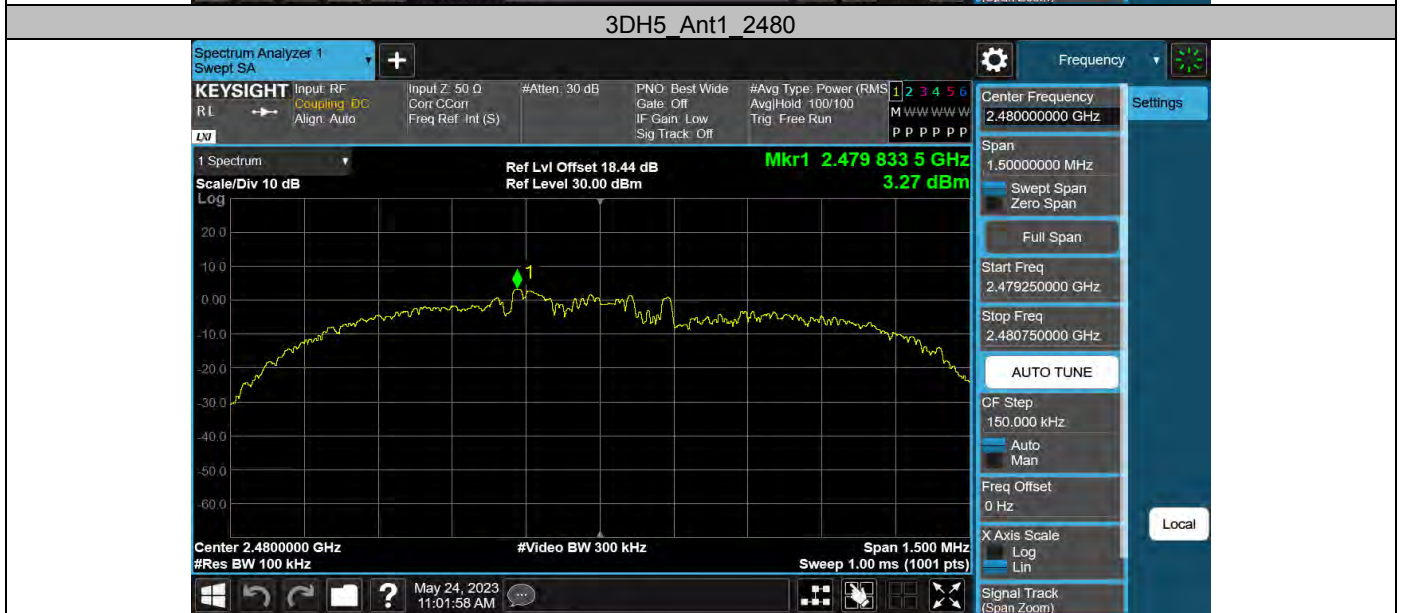 3DH5_Ant1_2480
Spectrum Analyzer 1
Swept SA
+
Frequency
KEYSIGHT
RL
LXI
Input: RF
Coupling: DC
Align: Auto
Input Z: 50 Ω
Corr CCorr
Freq Ref: Int (S)
#Atten: 30 dB
PNO: Best Wide
Gate: Off
IF Gain: Low
Sig Track: Off
#Avg Type: Power (RMS
Avg|Hold: 100/100
Trig: Free Run
1 2 3 4 5 6
M W W W W W
P P P P P P
Center Frequency
2.480000000 GHz
Settings
1 Spectrum
Scale/Div 10 dB
Log
Ref Lvl Offset 18.44 dB
Ref Level 30.00 dBm
Mkr1 2.479 833 5 GHz
3.27 dBm
Span
1.50000000 MHz
Swept Span
Zero Span
Full Span
Start Freq
2.479250000 GHz
Stop Freq
2.480750000 GHz
AUTO TUNE
CF Step
150.000 kHz
Auto
Man
Freq Offset
0 Hz
X Axis Scale
Log
Lin
Signal Track
(Span Zoom)
Local
20.0
10.0
0.00
-10.0
-20.0
-30.0
-40.0
-50.0
-60.0
1
Center 2.4800000 GHz
#Res BW 100 kHz
#Video BW 300 kHz
Span 1.500 MHz
Sweep 1.00 ms (1001 pts)
?
May 24, 2023
11:01:58 AM